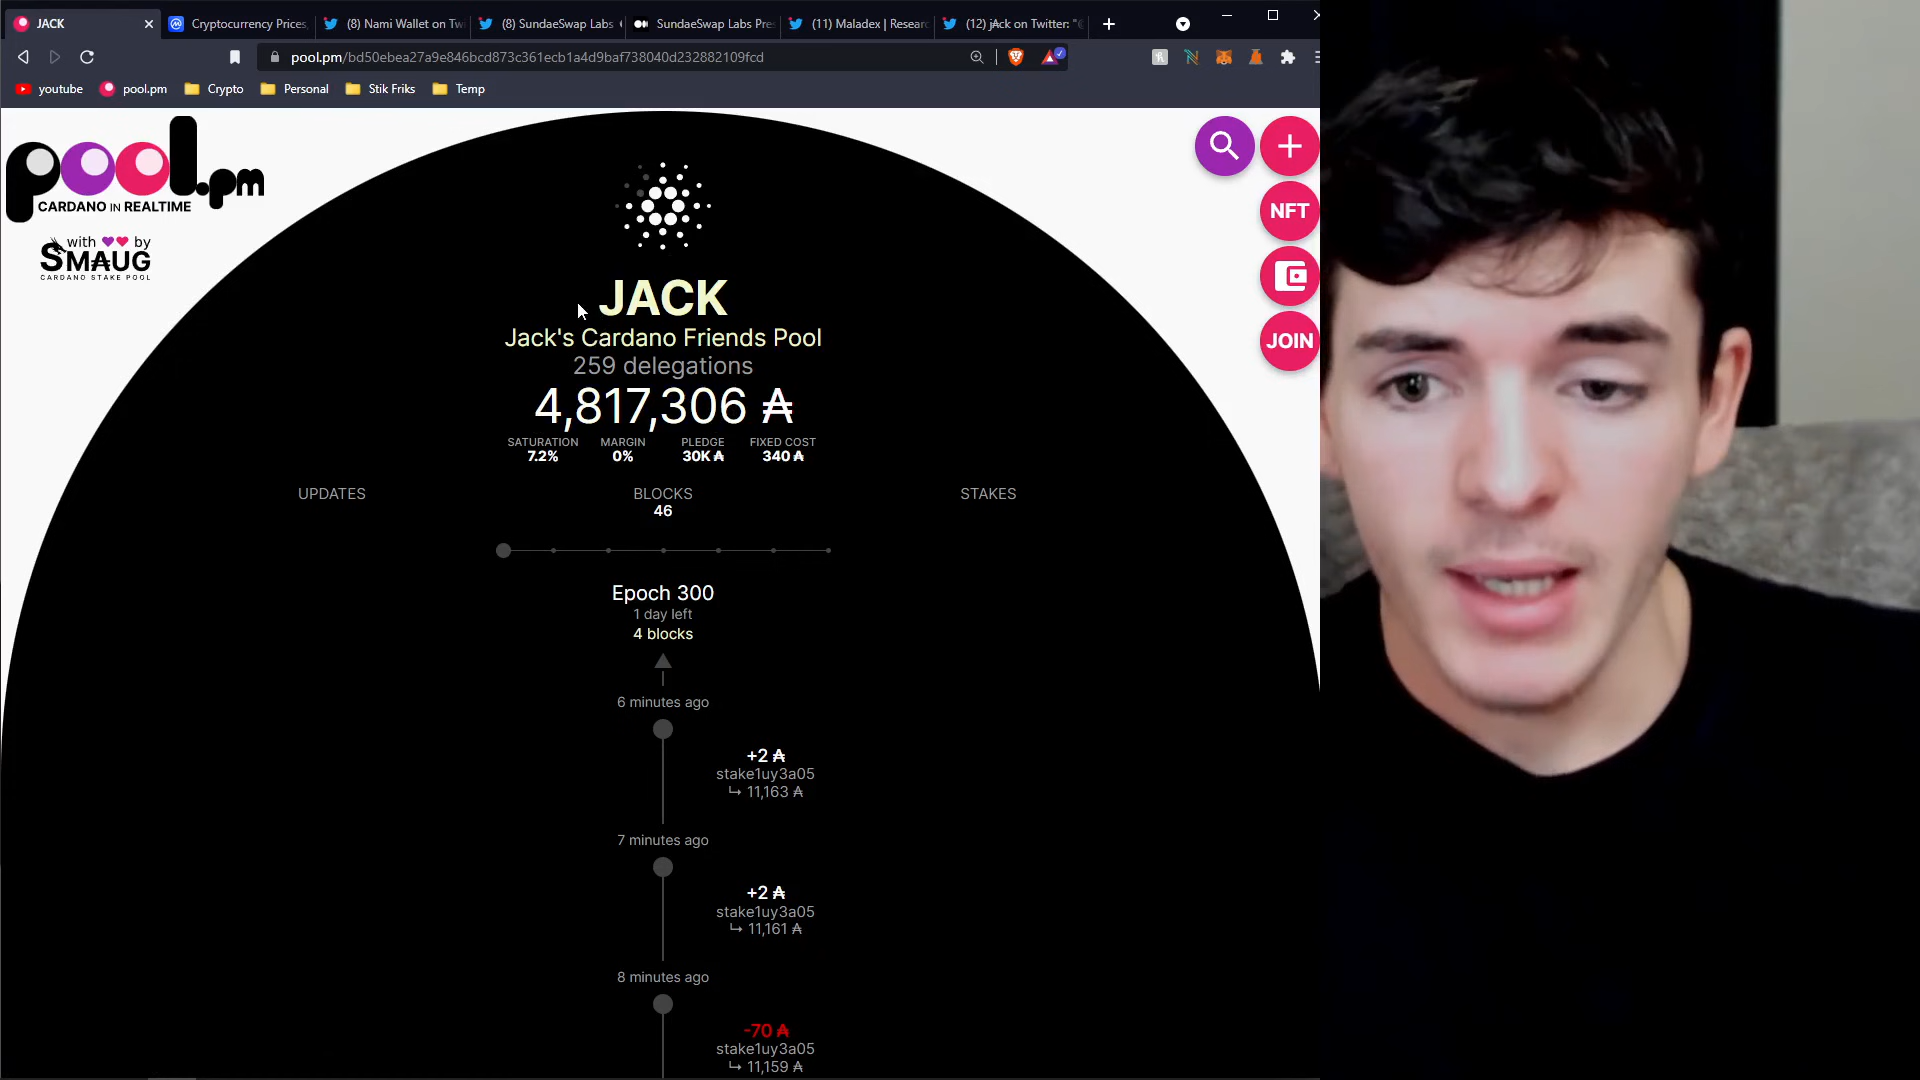 JACK
Cryptocurrency Prices
(8) Nami Wallet on Tw
(8) SundaeSwap Labs
SundaeSwap Labs Pre
(11) Maladex | Resear
(12) jACk on Twitter: "
pool.pm/bd50ebea27a9e846bcd873c361ecb1a4d9baf738040d232882109fcd
youtube
pool.pm
Crypto
Personal
Stik Friks
Temp
pool.pm
CARDANO IN REALTIME
with by
SMAUG
CARDANO STAKE POOL
NFT
JOIN
JACK
Jack's Cardano Friends Pool
259 delegations
4,817,306 ₳
SATURATION MARGIN PLEDGE FIXED COST
7.2% 0% 30K ₳ 340 ₳
UPDATES BLOCKS STAKES
46
Epoch 300
1 day left
4 blocks
6 minutes ago
+2 ₳
stake1uy3a05
↳ 11,163 ₳
7 minutes ago
+2 ₳
stake1uy3a05
↳ 11,161 ₳
8 minutes ago
-70 ₳
stake1uy3a05
↳ 11,159 ₳